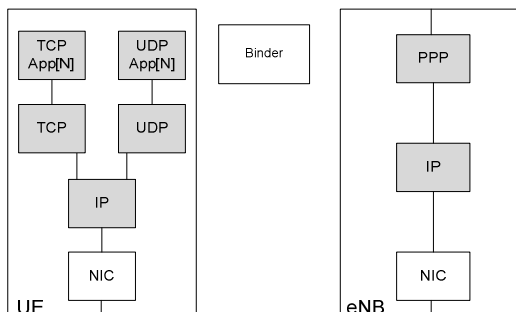 TCP
App[N]
UDP
App[N]
TCP
UDP
IP
NIC
UE
Binder
PPP
IP
NIC
eNB